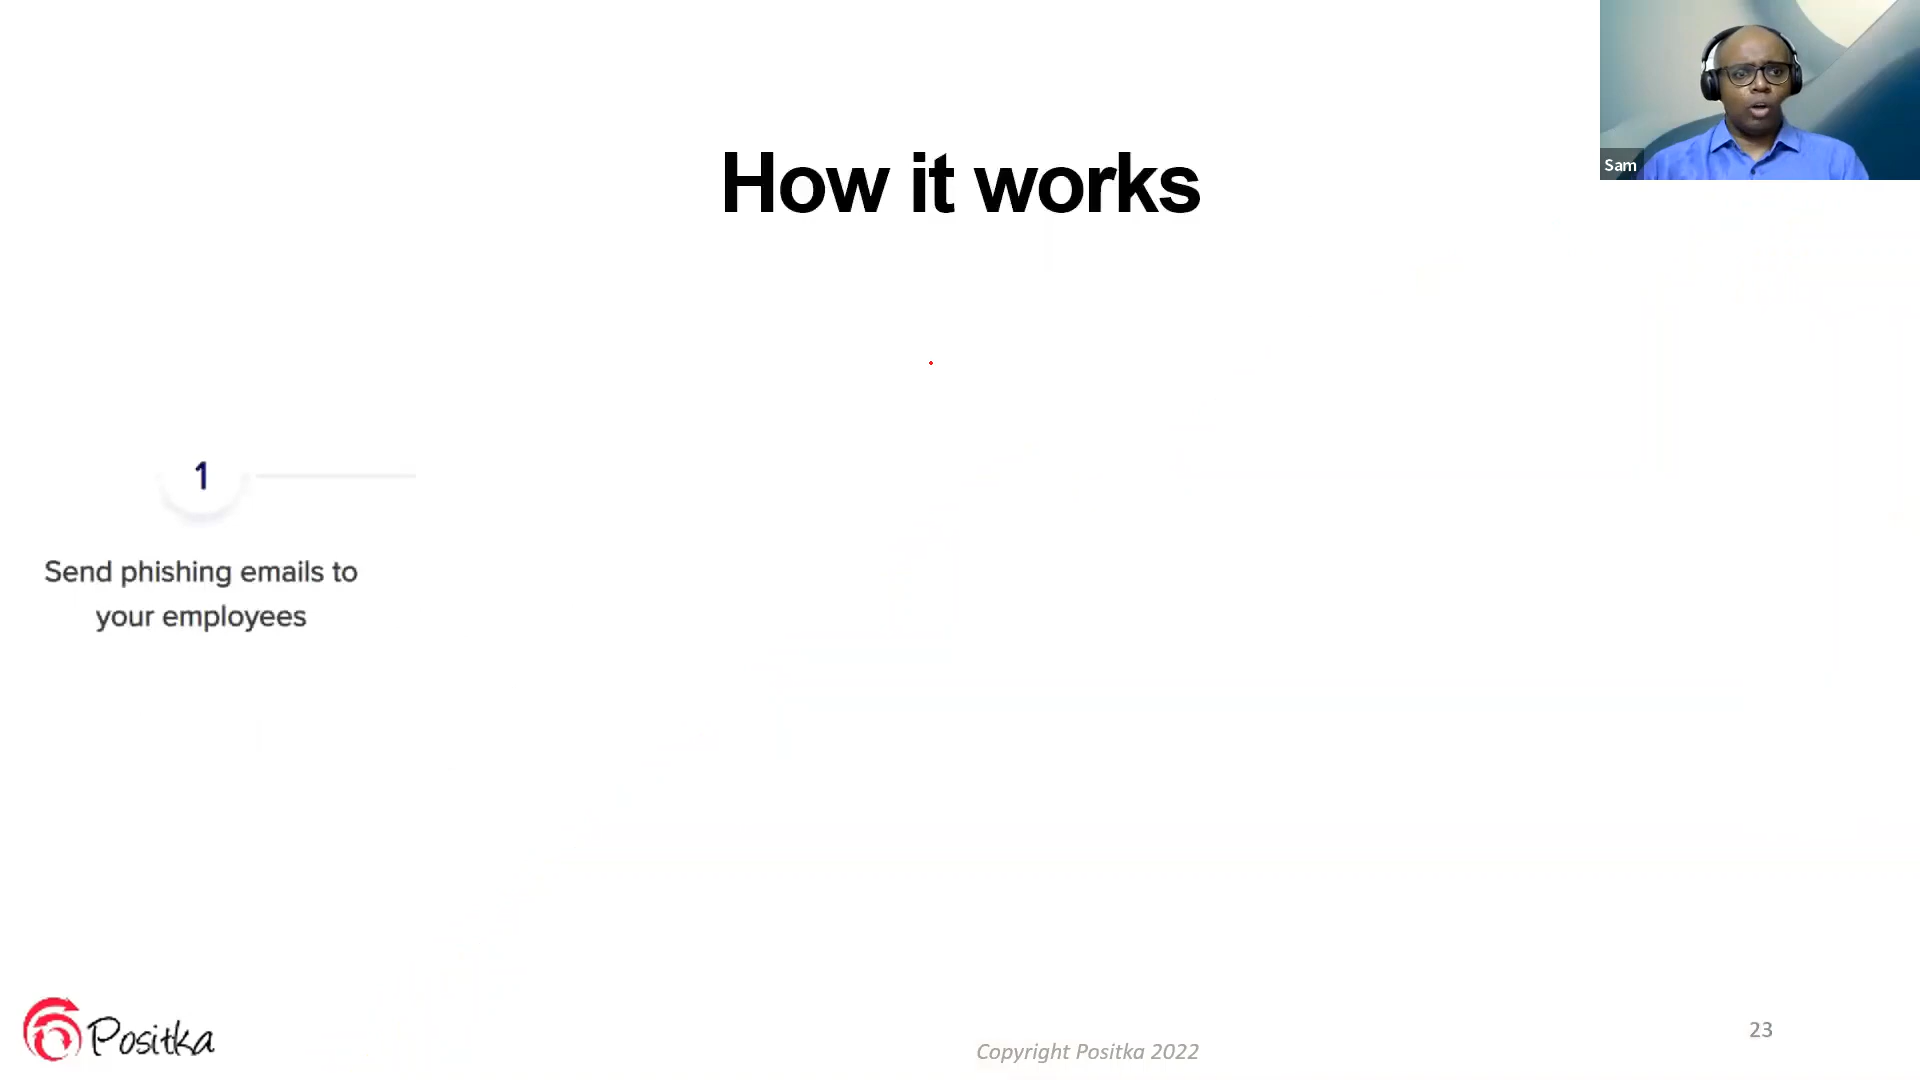 How it works
Sam
1
Send phishing emails to
your employees
Positka
Copyright Positka 2022
23